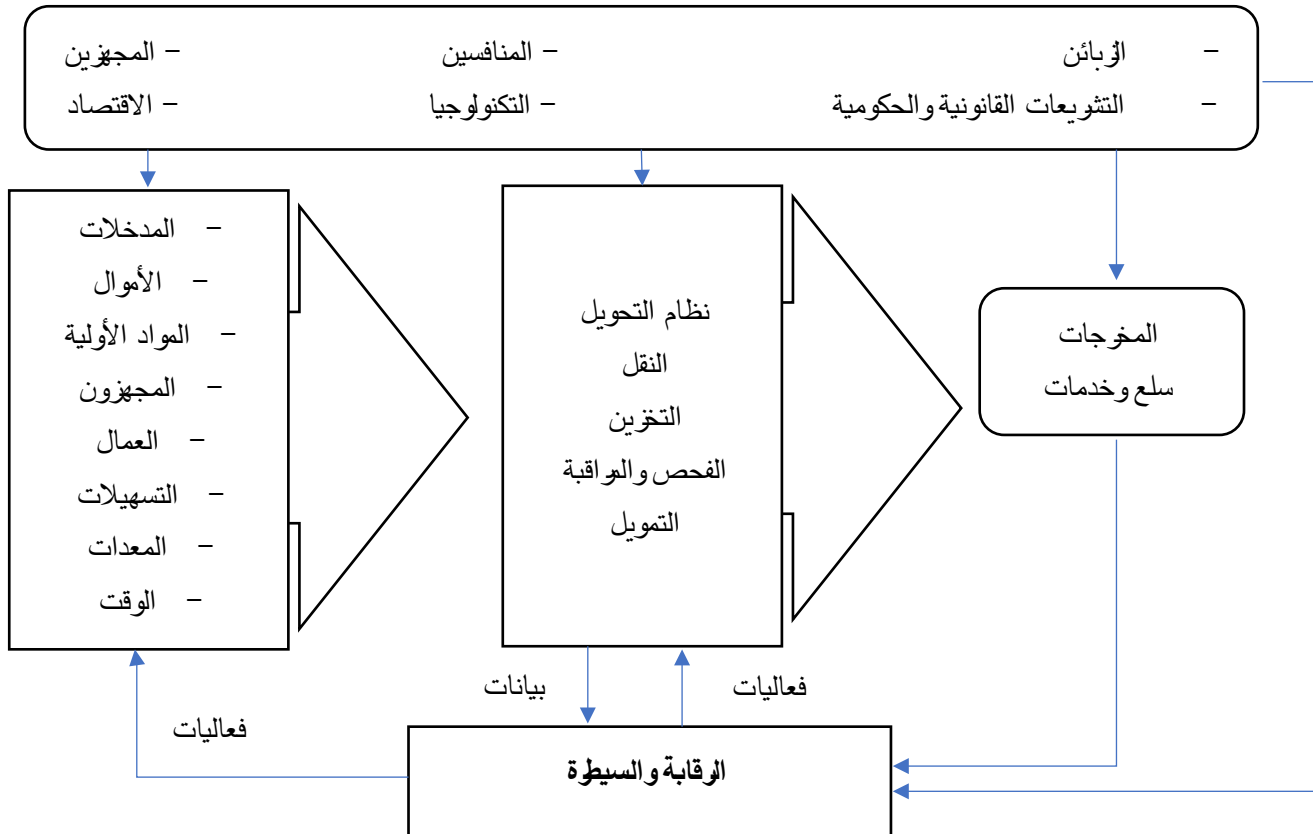 - الزبائن
- المنافسين
- المجهزين
- التشريعات القانونية والحكومية
- التكنولوجيا
- الاقتصاد
- المدخلات
- الأموال
- المواد الأولية
- المجهزون
- العمال
- التسهيلات
- المعدات
- الوقت
نظام التحويل
النقل
التخزين
الفحص والمراقبة
التمويل
المخرجات
سلع وخدمات
بيانات
فعاليات
فعاليات
الرقابة والسيطرة